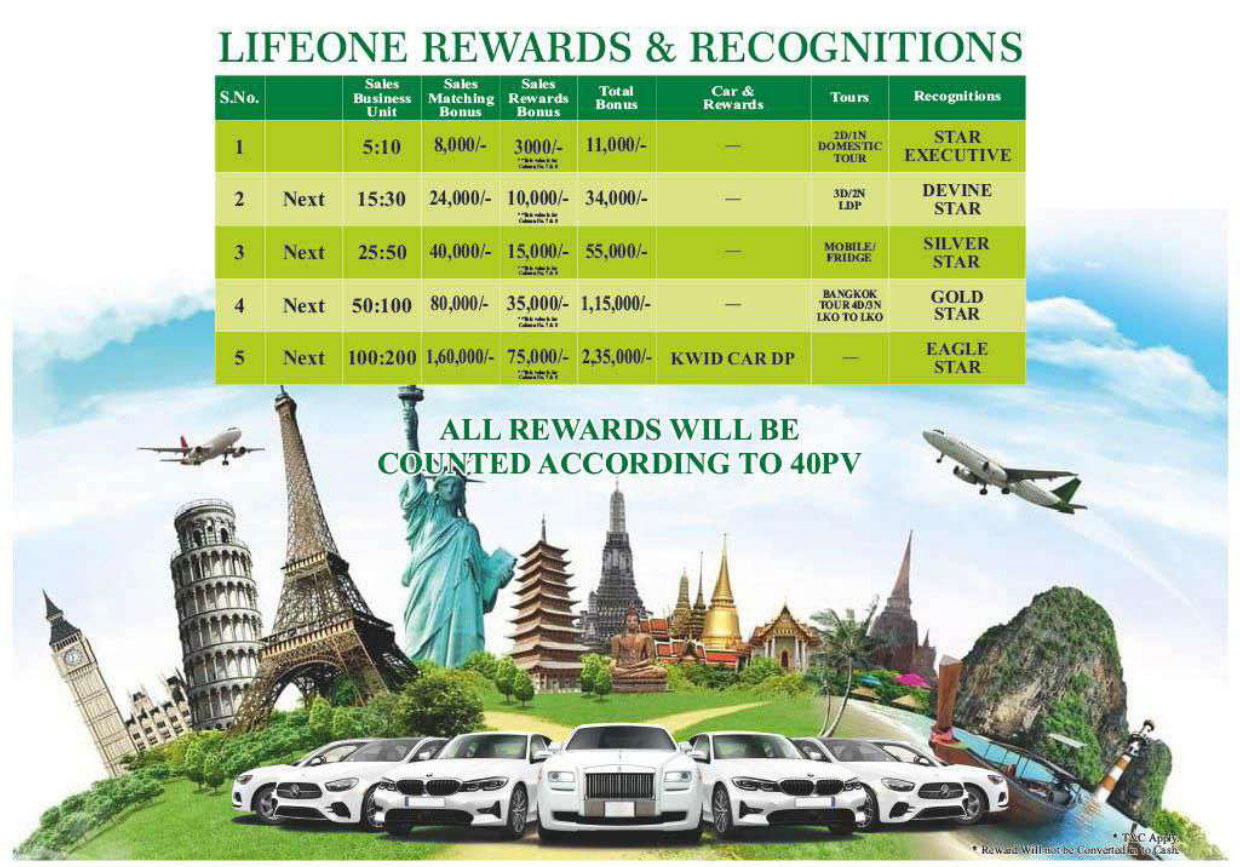 LIFEONE REWARDS & RECOGNITIONS
S.No. Sales Business Unit Sales Matching Bonus Sales Rewards Bonus Total Bonus Car & Rewards Tours Recognitions
1 5:10 8,000/- 3000/- 11,000/- — 2D/1N DOMESTIC TOUR STAR EXECUTIVE
2 Next 15:30 24,000/- 10,000/- 34,000/- — 3D/2N LDP DEVINE STAR
3 Next 25:50 40,000/- 15,000/- 55,000/- — MOBILE/ FRIDGE SILVER STAR
4 Next 50:100 80,000/- 35,000/- 1,15,000/- — BANGKOK TOUR 4D/3N LKO TO LKO GOLD STAR
5 Next 100:200 1,60,000/- 75,000/- 2,35,000/- KWID CAR DP — EAGLE STAR
ALL REWARDS WILL BE
COUNTED ACCORDING TO 40PV
* T&C Apply.
* Reward Will not be Converted in to Cash.